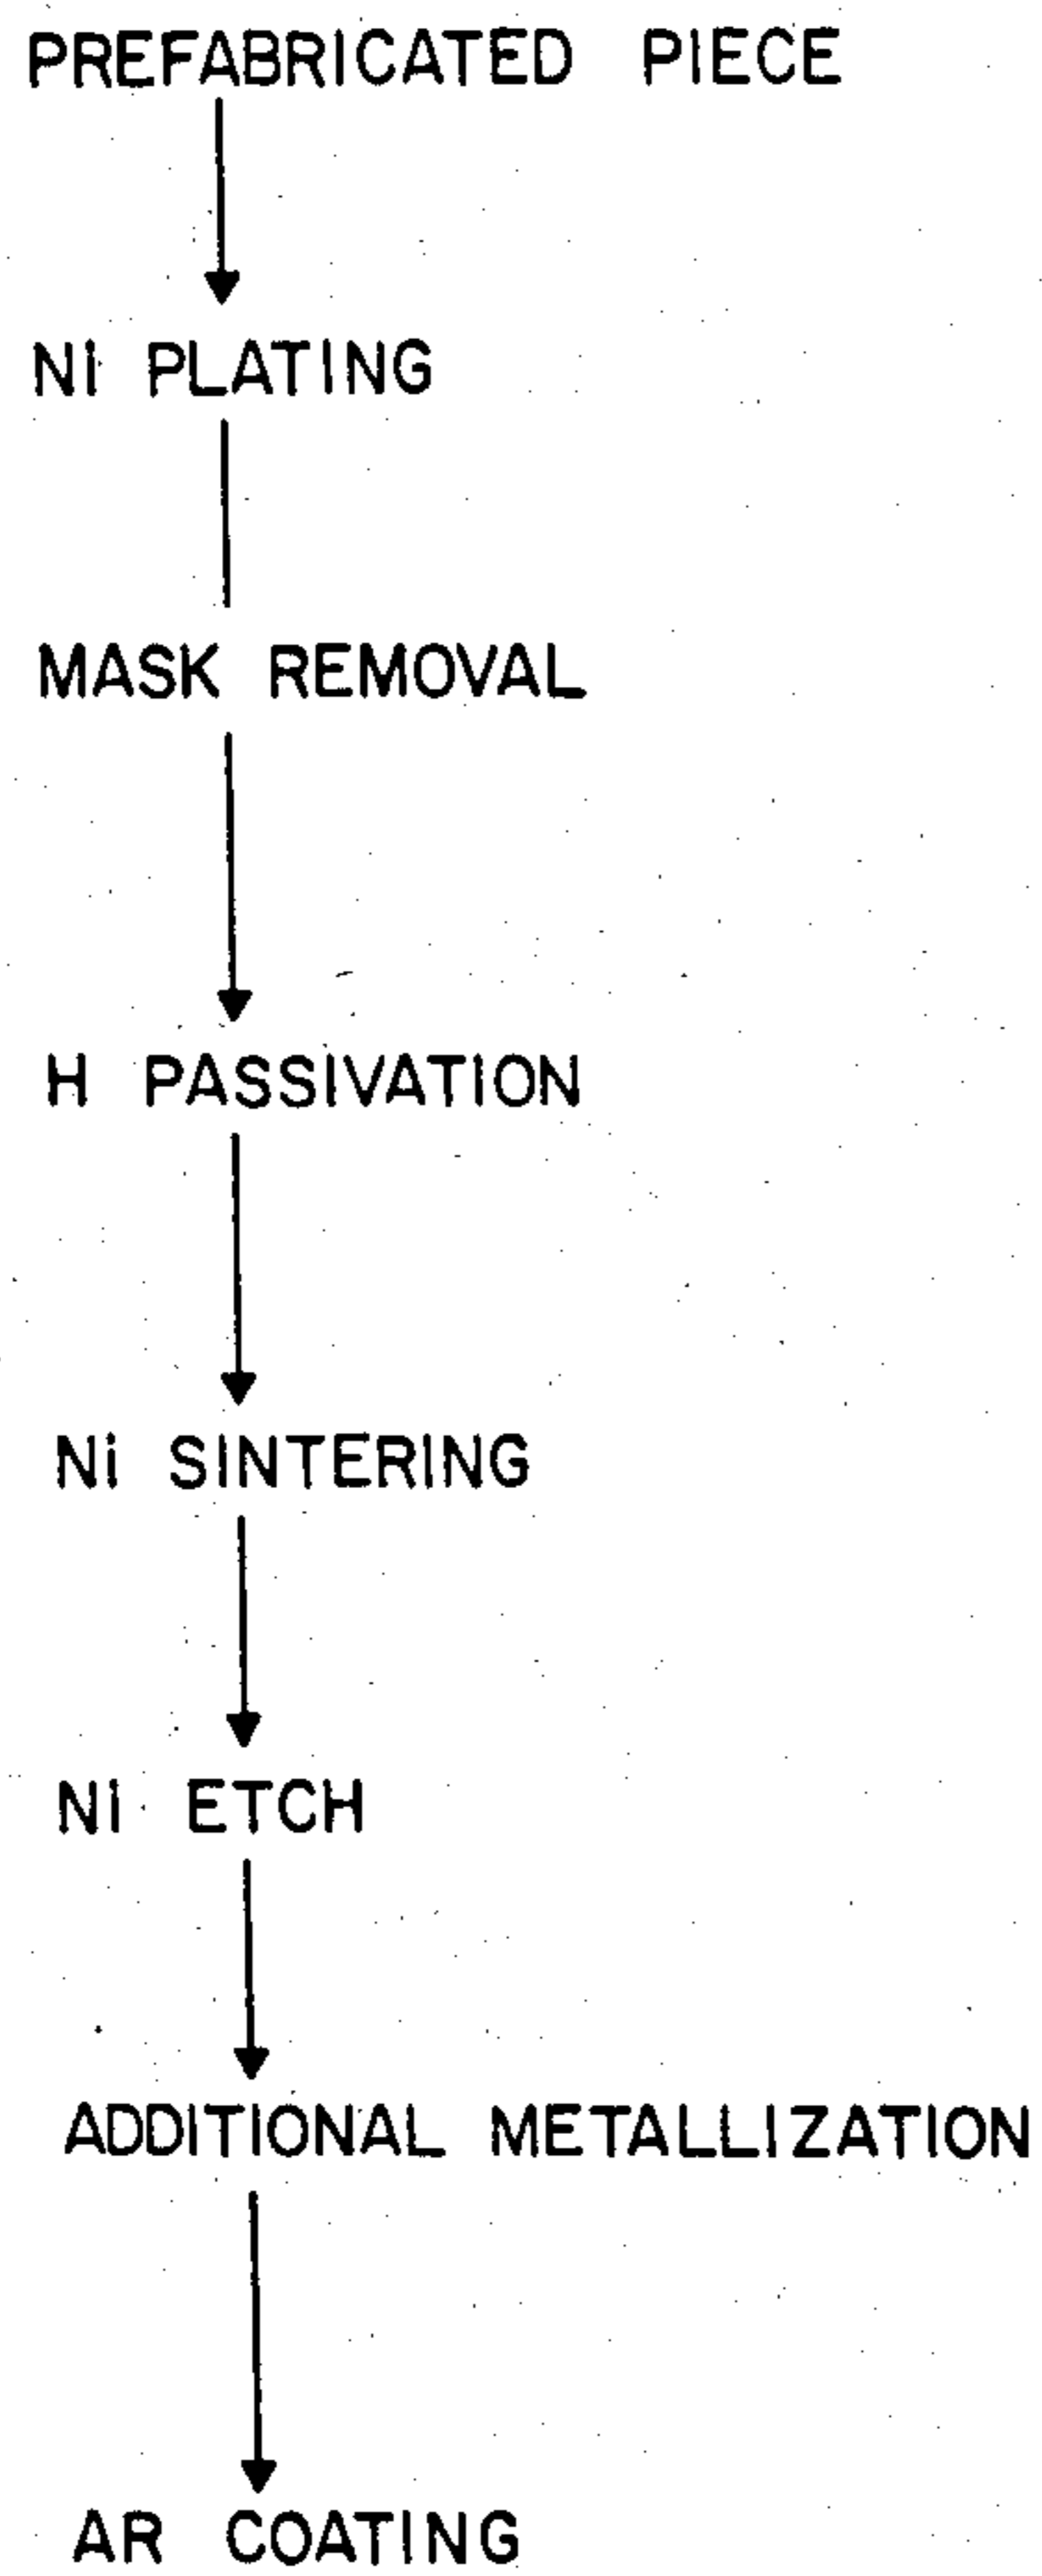 PREFABRICATED PIECE
Ni PLATING
MASK REMOVAL
H PASSIVATION
Ni SINTERING
Ni ETCH
ADDITIONAL METALLIZATION
AR COATING